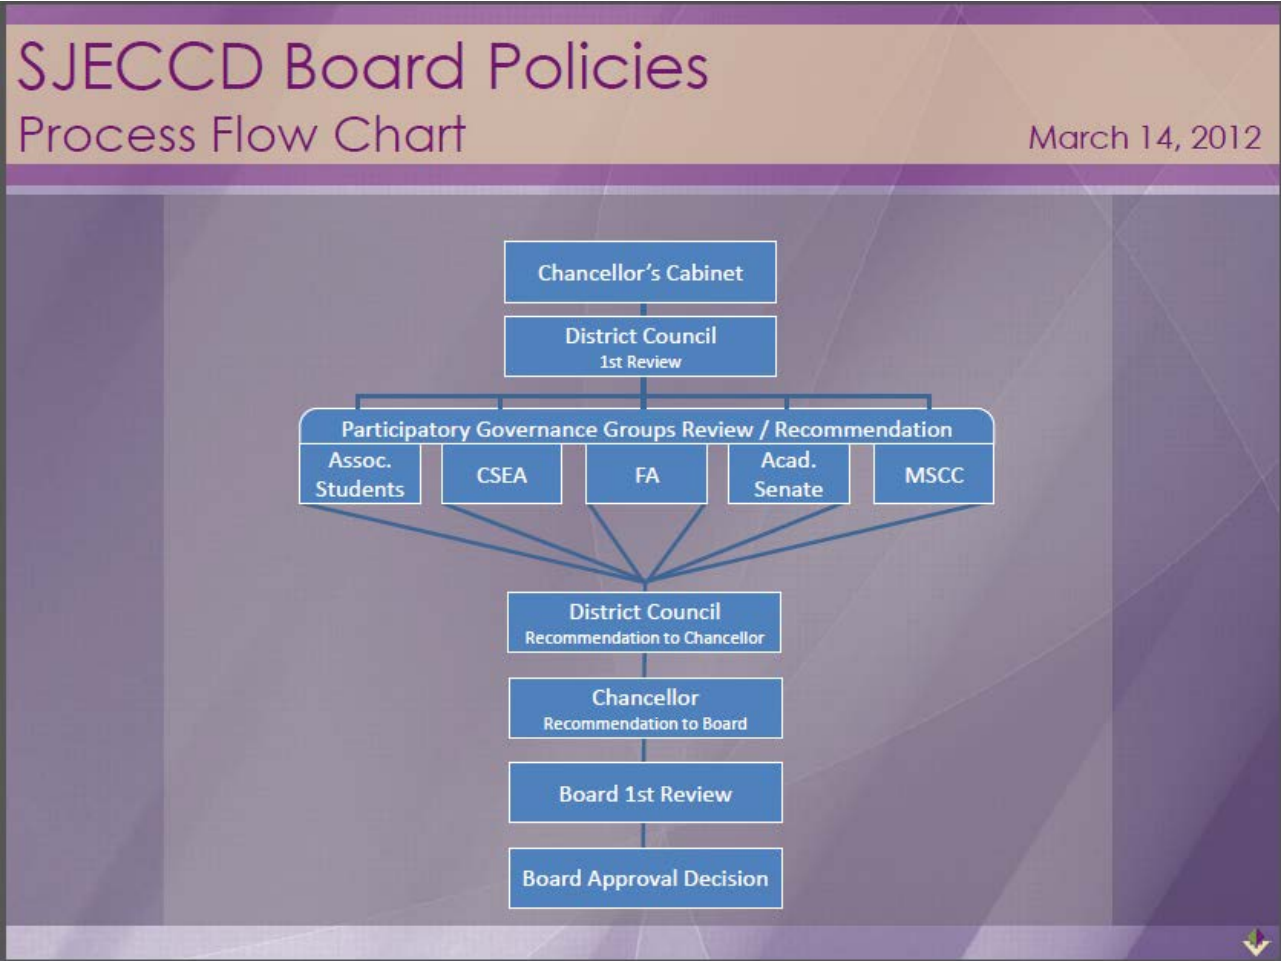 SJECCD Board Policies
Process Flow Chart
March 14, 2012
Chancellor’s Cabinet
District Council
1st Review
Participatory Governance Groups Review / Recommendation
Assoc.
Students
CSEA
FA
Acad.
Senate
MSCC
District Council
Recommendation to Chancellor
Chancellor
Recommendation to Board
Board 1st Review
Board Approval Decision